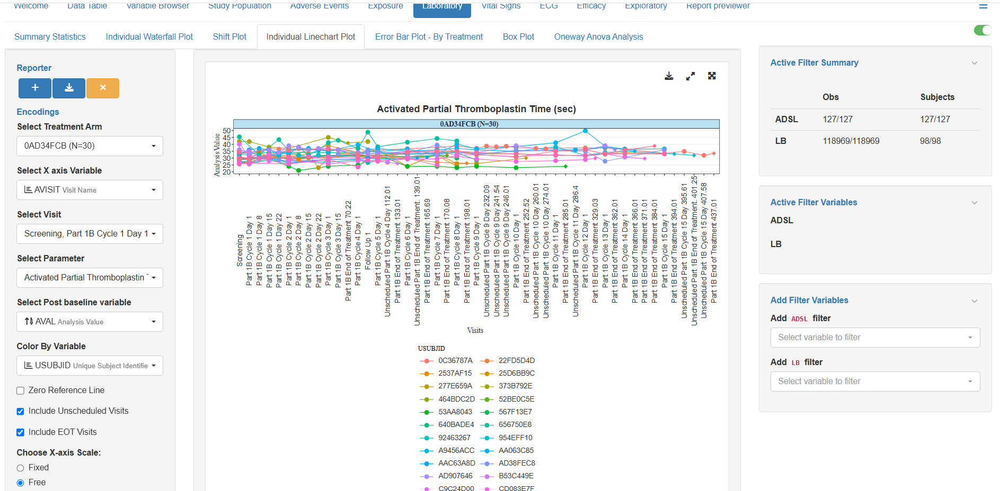 Welcome Data Table Variable Browser Study Population Adverse Events Exposure Laboratory Vital Signs ECG Efficacy Exploratory Report previewer
Summary Statistics Individual Waterfall Plot Shift Plot Individual Linechart Plot Error Bar Plot - By Treatment Box Plot Oneway Anova Analysis
Reporter
Encodings
Select Treatment Arm
0AD34FCB (N=30)
Select X axis Variable
AVISIT Visit Name
Select Visit
Screening, Part 1B Cycle 1 Day 1
Select Parameter
Activated Partial Thromboplastin
Select Post baseline variable
AVAL Analysis Value
Color By Variable
USUBJID Unique Subject Identifie
Zero Reference Line
Include Unscheduled Visits
Include EOT Visits
Choose X-axis Scale:
Fixed
Free
Activated Partial Thromboplastin Time (sec)
0AD34FCB (N=30)
Analysis Value
50
45
40
35
30
25
20
Screening
Part 1B Cycle 1 Day 1
Part 1B Cycle 1 Day 8
Part 1B Cycle 1 Day 15
Part 1B Cycle 1 Day 22
Part 1B Cycle 2 Day 1
Part 1B Cycle 2 Day 8
Part 1B Cycle 2 Day 15
Part 1B Cycle 2 Day 22
Part 1B Cycle 3 Day 1
Part 1B Cycle 3 Day 15
Part 1B End of Treatment 70.22
Part 1B Cycle 4 Day 1
Follow Up 1
Part 1B Cycle 5 Day 1
Unscheduled Part 1B Cycle 4 Day 112.01
Part 1B End of Treatment 133.01
Part 1B Cycle 6 Day 1
Unscheduled Part 1B End of Treatment. 139.01
Part 1B End of Treatment 165.69
Part 1B Cycle 7 Day 1
Part 1B End of Treatment 170.08
Part 1B Cycle 8 Day 1
Part 1B End of Treatment 198.01
Part 1B Cycle 9 Day 1
Unscheduled Part 1B Cycle 9 Day 232.09
Unscheduled Part 1B Cycle 9 Day 241.54
Unscheduled Part 1B Cycle 9 Day 246.01
Part 1B Cycle 10 Day 1
Part 1B End of Treatment 252.52
Unscheduled Part 1B Cycle 10 Day 260.01
Unscheduled Part 1B Cycle 10 Day 274.01
Part 1B Cycle 11 Day 1
Part 1B End of Treatment 285.01
Unscheduled Part 1B Cycle 11 Day 286.4
Part 1B Cycle 12 Day 1
Part 1B End of Treatment 329.03
Part 1B Cycle 13 Day 1
Part 1B End of Treatment 362.01
Part 1B Cycle 14 Day 1
Part 1B End of Treatment 366.01
Part 1B End of Treatment 371.01
Part 1B End of Treatment 384.01
Part 1B Cycle 15 Day 1
Part 1B End of Treatment 394.01
Unscheduled Part 1B Cycle 15 Day 395.61
Unscheduled Part 1B End of Treatment. 401.25
Unscheduled Part 1B Cycle 15 Day 407.58
Part 1B End of Treatment 437.01
Visits
USUBJID
0C36787A 22FD5D4D
2537AF15 25D6BB9C
277E659A 373B792E
464BDC2D 52BE0C5E
53AA8043 567F13E7
640BADE4 656750E8
92463267 954EFF10
A9456ACC AA063C85
AAC63A8D AD38FEC8
AD907646 B53C449E
C9C24D00 CD083E7F
Active Filter Summary
Obs Subjects
ADSL 127/127 127/127
LB 118969/118969 98/98
Active Filter Variables
ADSL
LB
Add Filter Variables
Add ADSL filter
Select variable to filter
Add LB filter
Select variable to filter